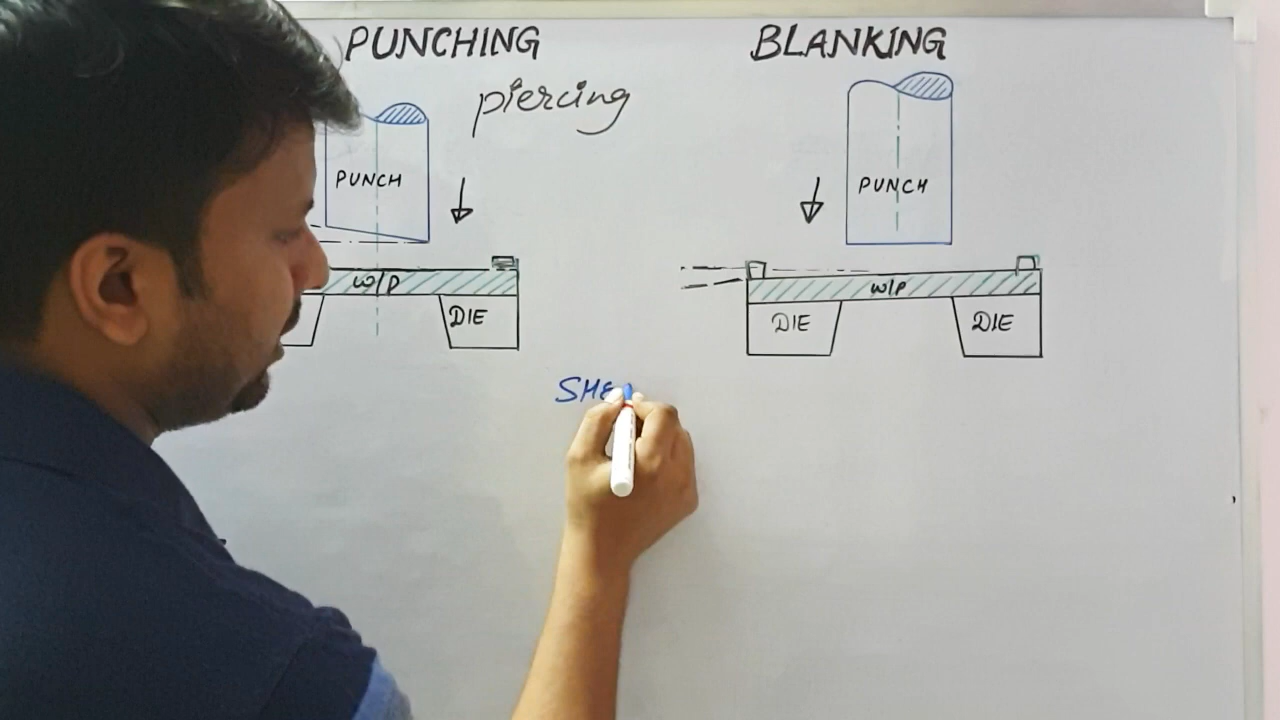 PUNCHING
piercing
PUNCH
W/P
DIE
BLANKING
PUNCH
W/P
DIE
DIE
SHE